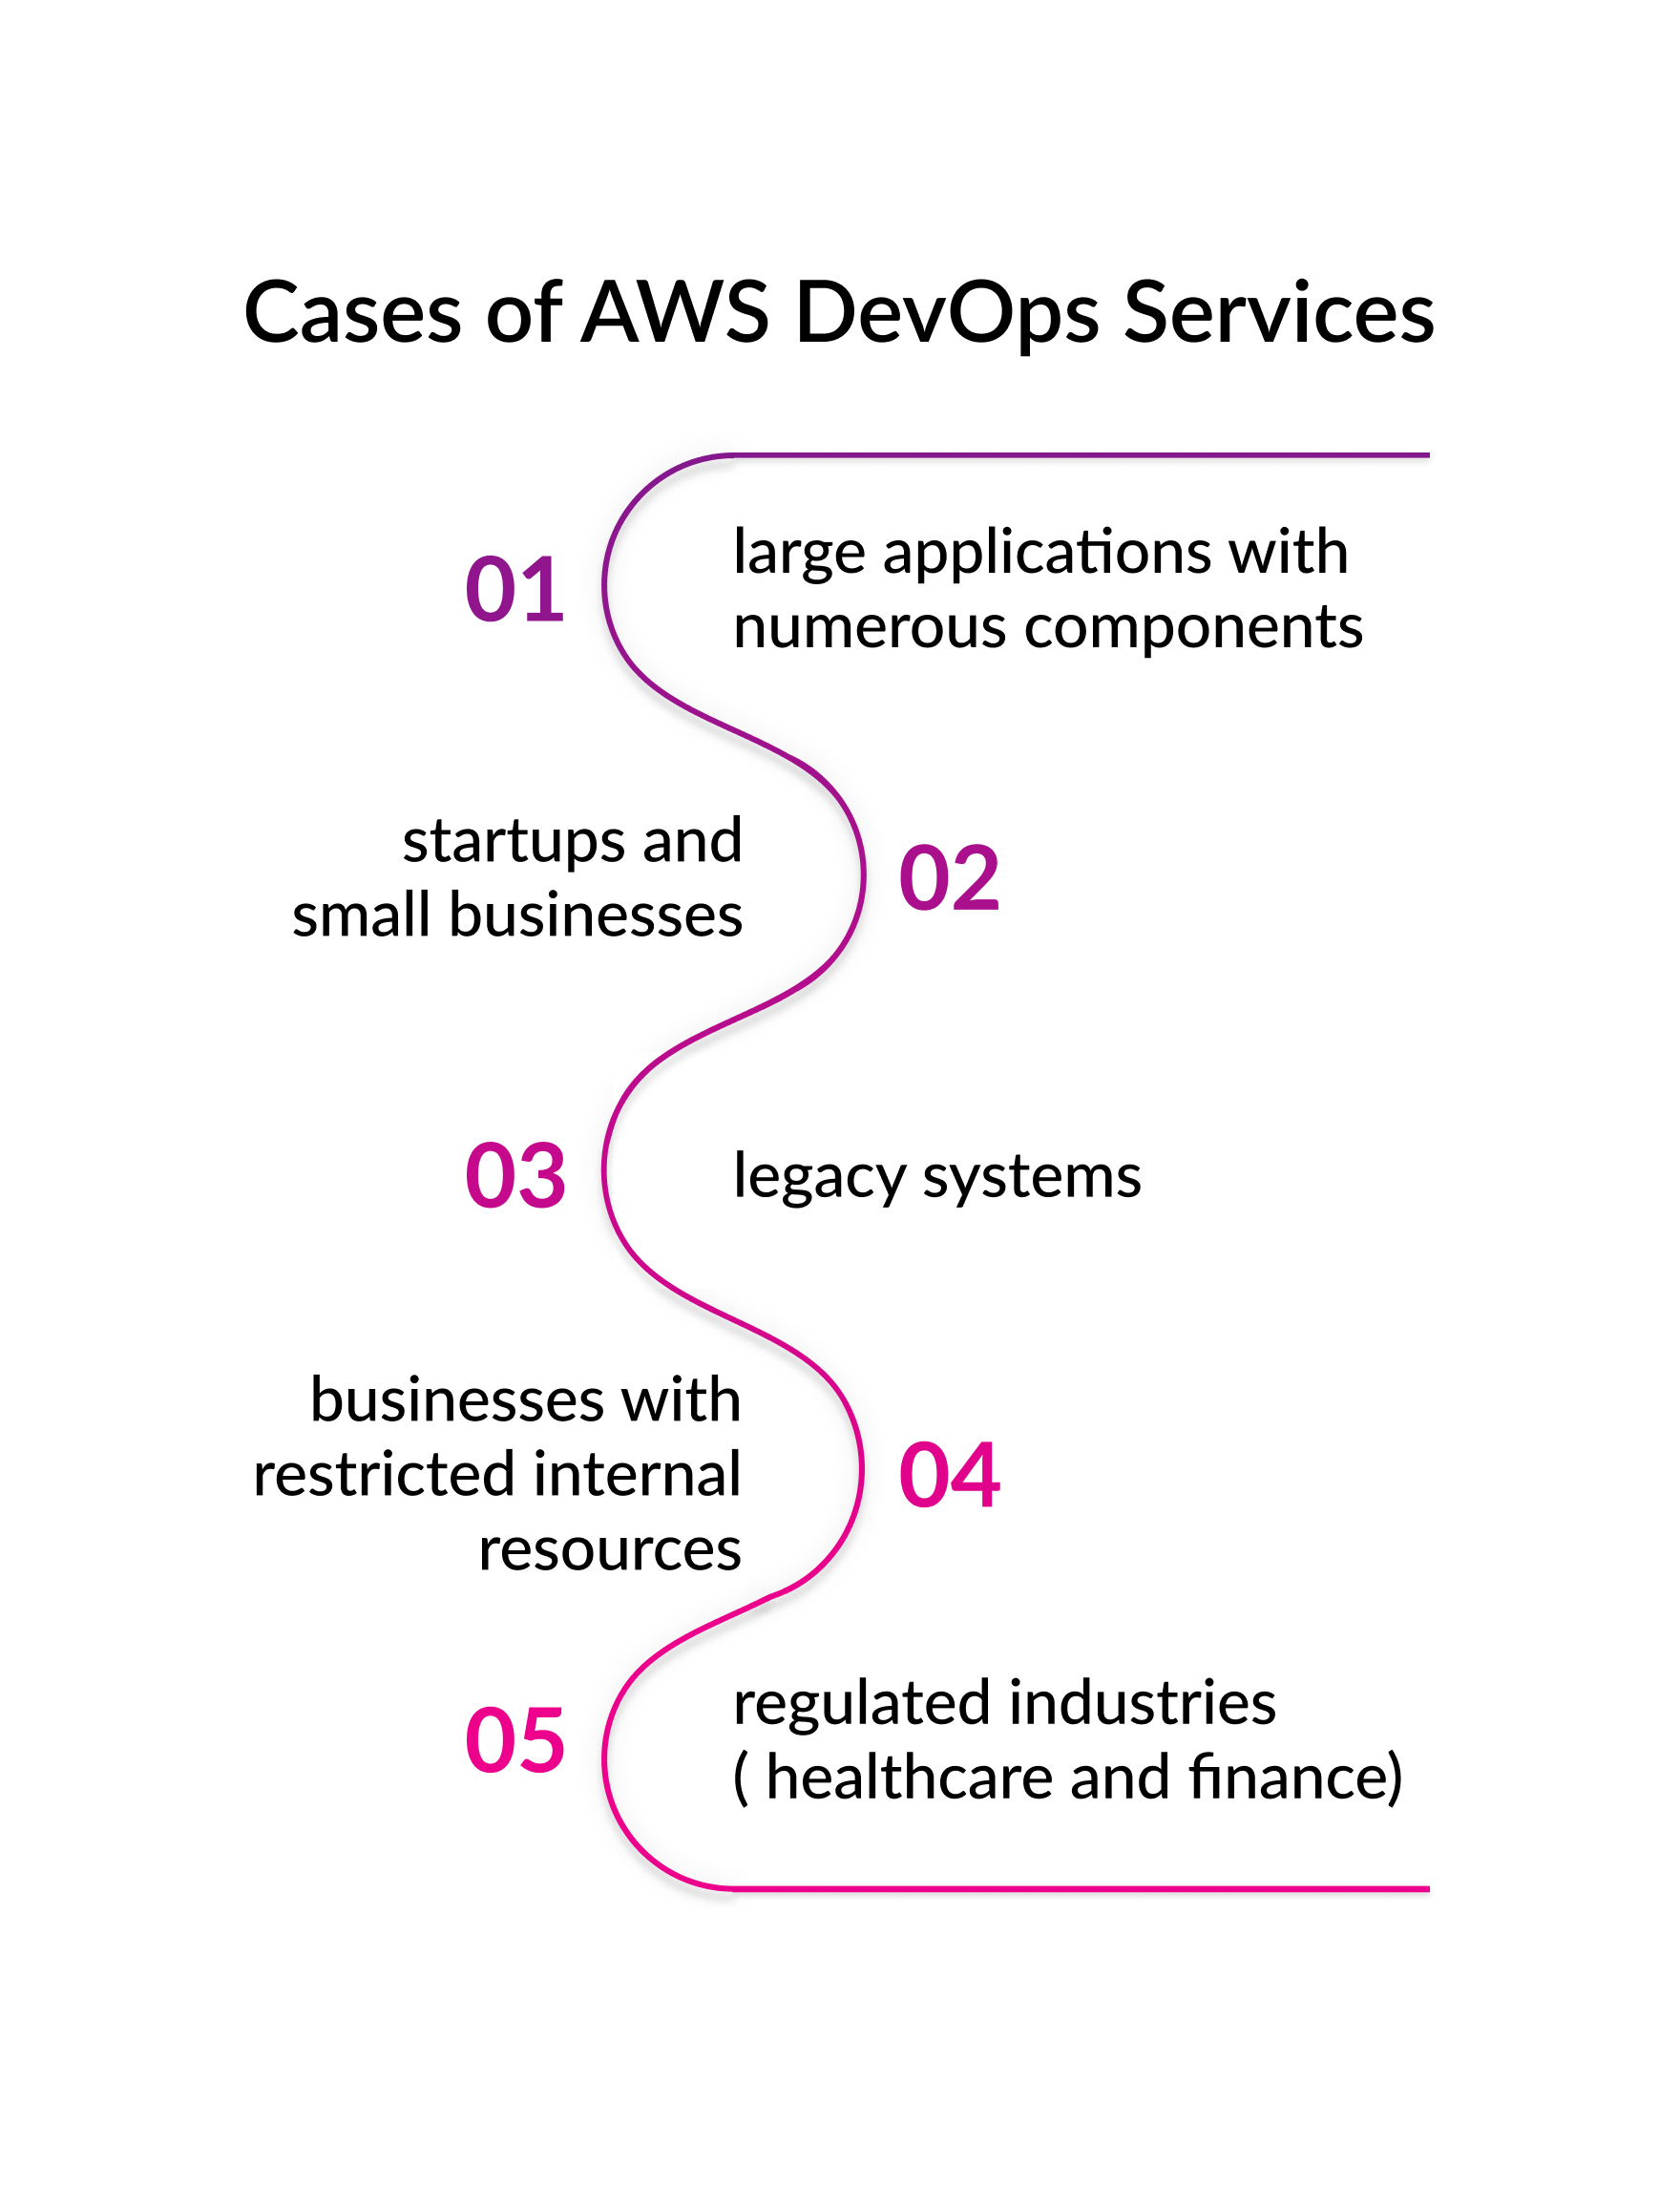 Cases of AWS DevOps Services
01
large applications with
numerous components
startups and
small businesses
02
03
legacy systems
businesses with
restricted internal
resources
04
05
regulated industries
( healthcare and finance)